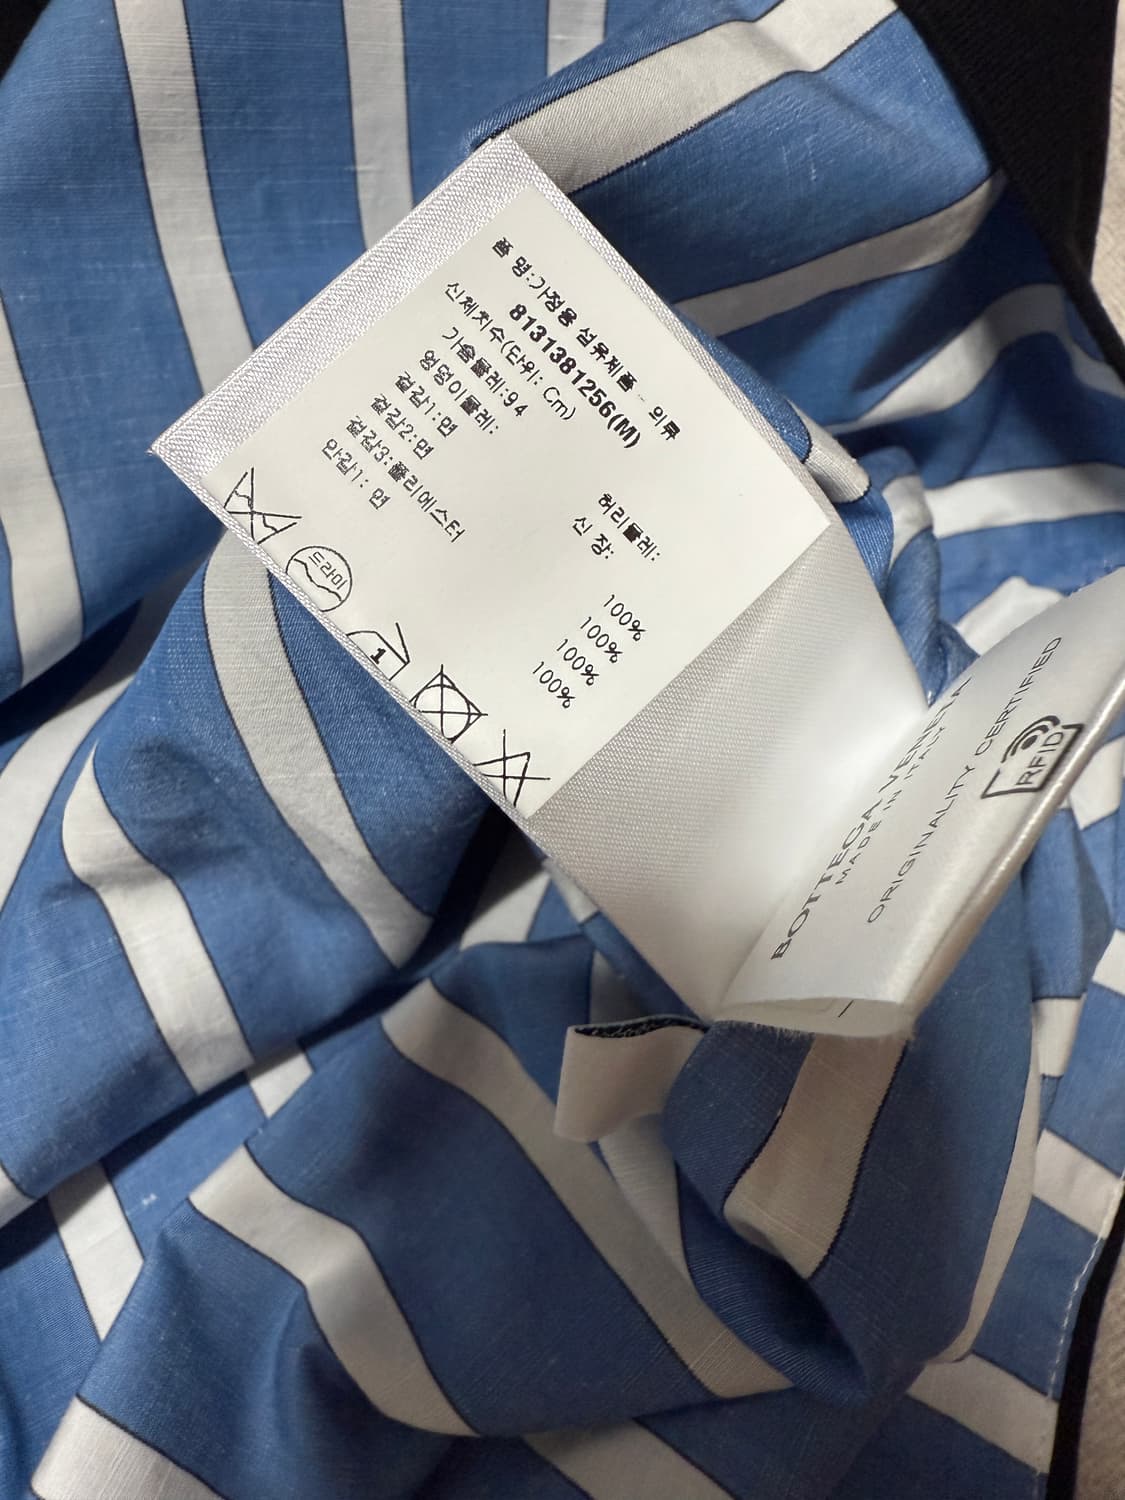 품 명:가정용 섬유제품 - 의류
8131381256(M)
신체치수(단위: Cm)
가슴둘레:94 허리둘레:
엉덩이둘레: 신 장:
겉감1:면 100%
겉감2:면 100%
겉감3:폴리에스터 100%
안감1: 면 100%
드라이
1
BOTTEGA VENETA
MADE IN ITALY
ORIGINALITY CERTIFIED
RFID